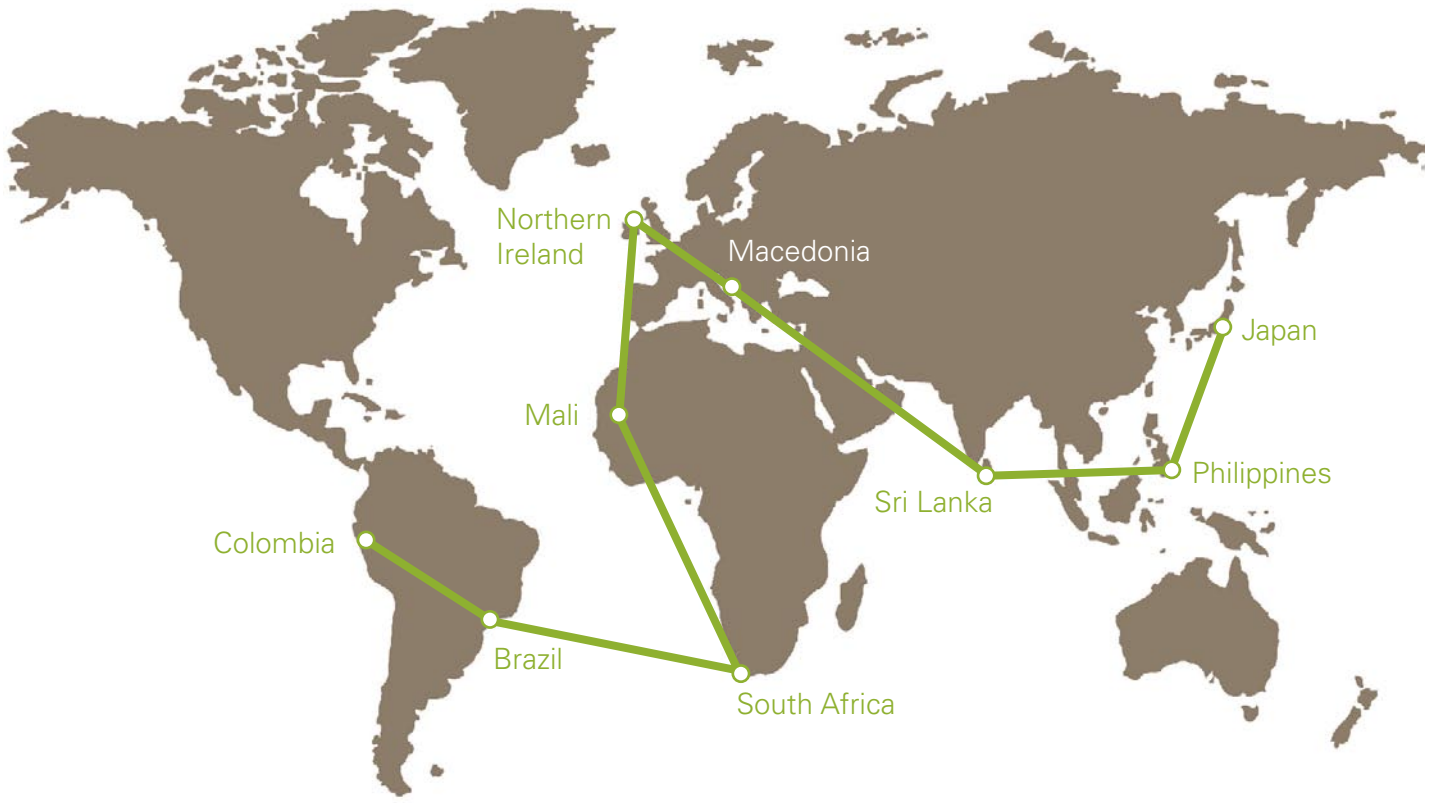 Northern
Ireland
Macedonia
Japan
Mali
Philippines
Sri Lanka
Colombia
Brazil
South Africa